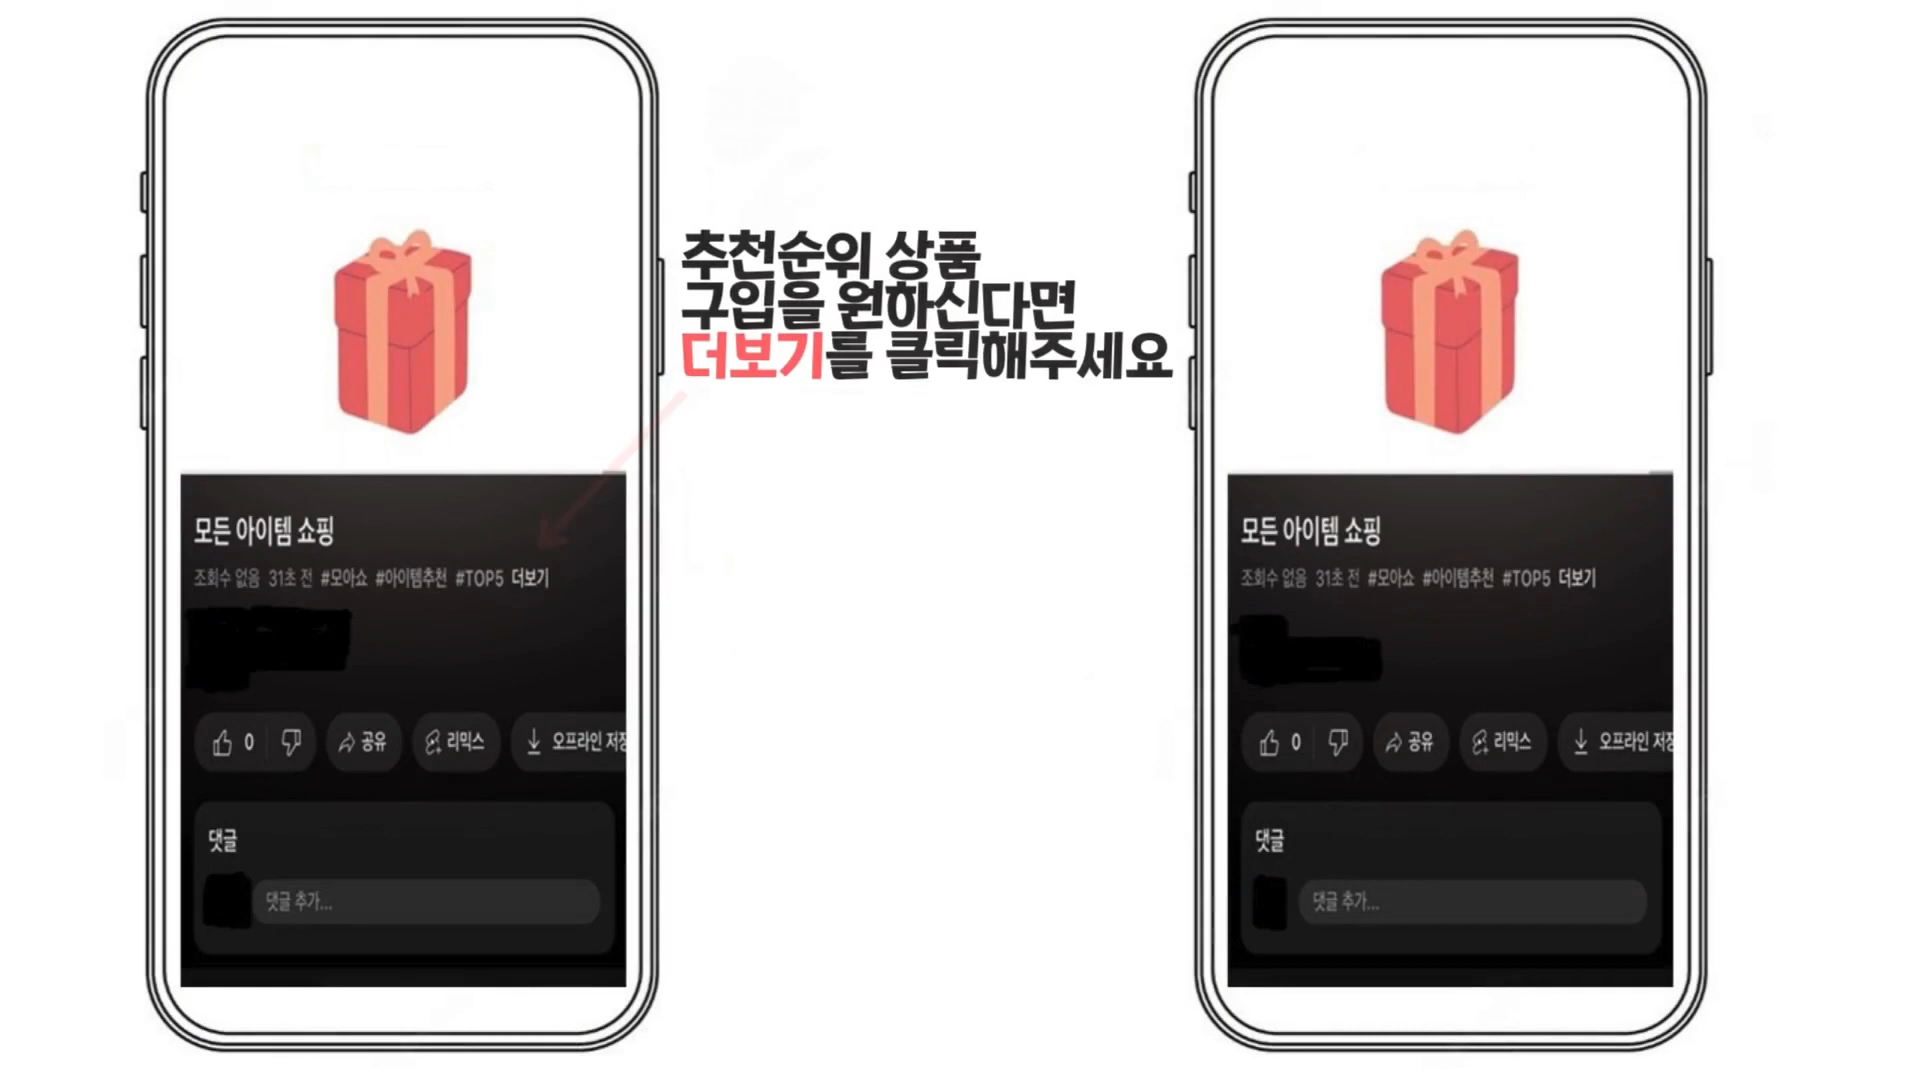 추천순위 상품
구입을 원하신다면
더보기를 클릭해주세요
모든 아이템 쇼핑
조회수 없음 31초 전 #모아쇼 #아이템추천 #TOP5 더보기
0 공유 리믹스 오프라인 저장
댓글
댓글 추가...
모든 아이템 쇼핑
조회수 없음 31초 전 #모아쇼 #아이템추천 #TOP5 더보기
0 공유 리믹스 오프라인 저장
댓글
댓글 추가...